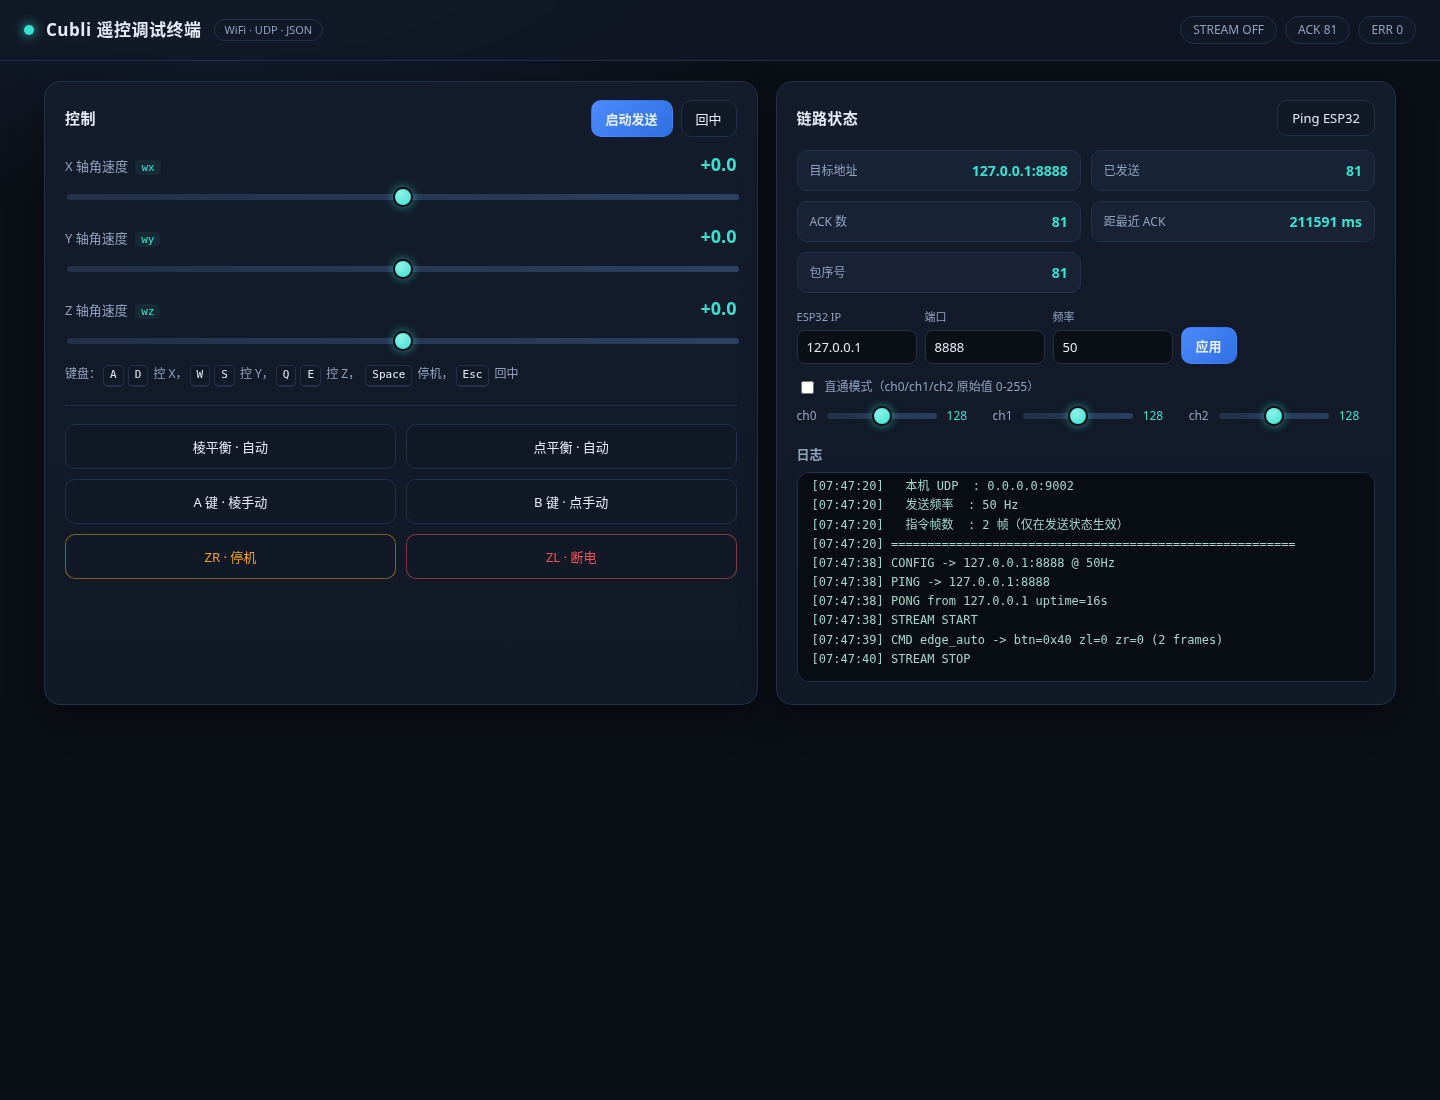 Cubli 遥控调试终端
WiFi · UDP · JSON
STREAM OFF
ACK 81
ERR 0
控制
启动发送
回中
X 轴角速度 wx +0.0
Y 轴角速度 wy +0.0
Z 轴角速度 wz +0.0
键盘： A D 控 X， W S 控 Y， Q E 控 Z， Space 停机， Esc 回中
棱平衡 · 自动
点平衡 · 自动
A 键 · 棱手动
B 键 · 点手动
ZR · 停机
ZL · 断电
链路状态
Ping ESP32
目标地址 127.0.0.1:8888
已发送 81
ACK 数 81
距最近 ACK 211591 ms
包序号 81
ESP32 IP
端口
频率
127.0.0.1
8888
50
应用
直通模式（ch0/ch1/ch2 原始值 0-255）
ch0 128 ch1 128 ch2 128
日志
[07:47:20]   本机 UDP  : 0.0.0.0:9002
[07:47:20]   发送频率  : 50 Hz
[07:47:20]   指令帧数  : 2 帧（仅在发送状态生效）
[07:47:20] ========================================================
[07:47:38] CONFIG -> 127.0.0.1:8888 @ 50Hz
[07:47:38] PING -> 127.0.0.1:8888
[07:47:38] PONG from 127.0.0.1 uptime=16s
[07:47:38] STREAM START
[07:47:39] CMD edge_auto -> btn=0x40 zl=0 zr=0 (2 frames)
[07:47:40] STREAM STOP